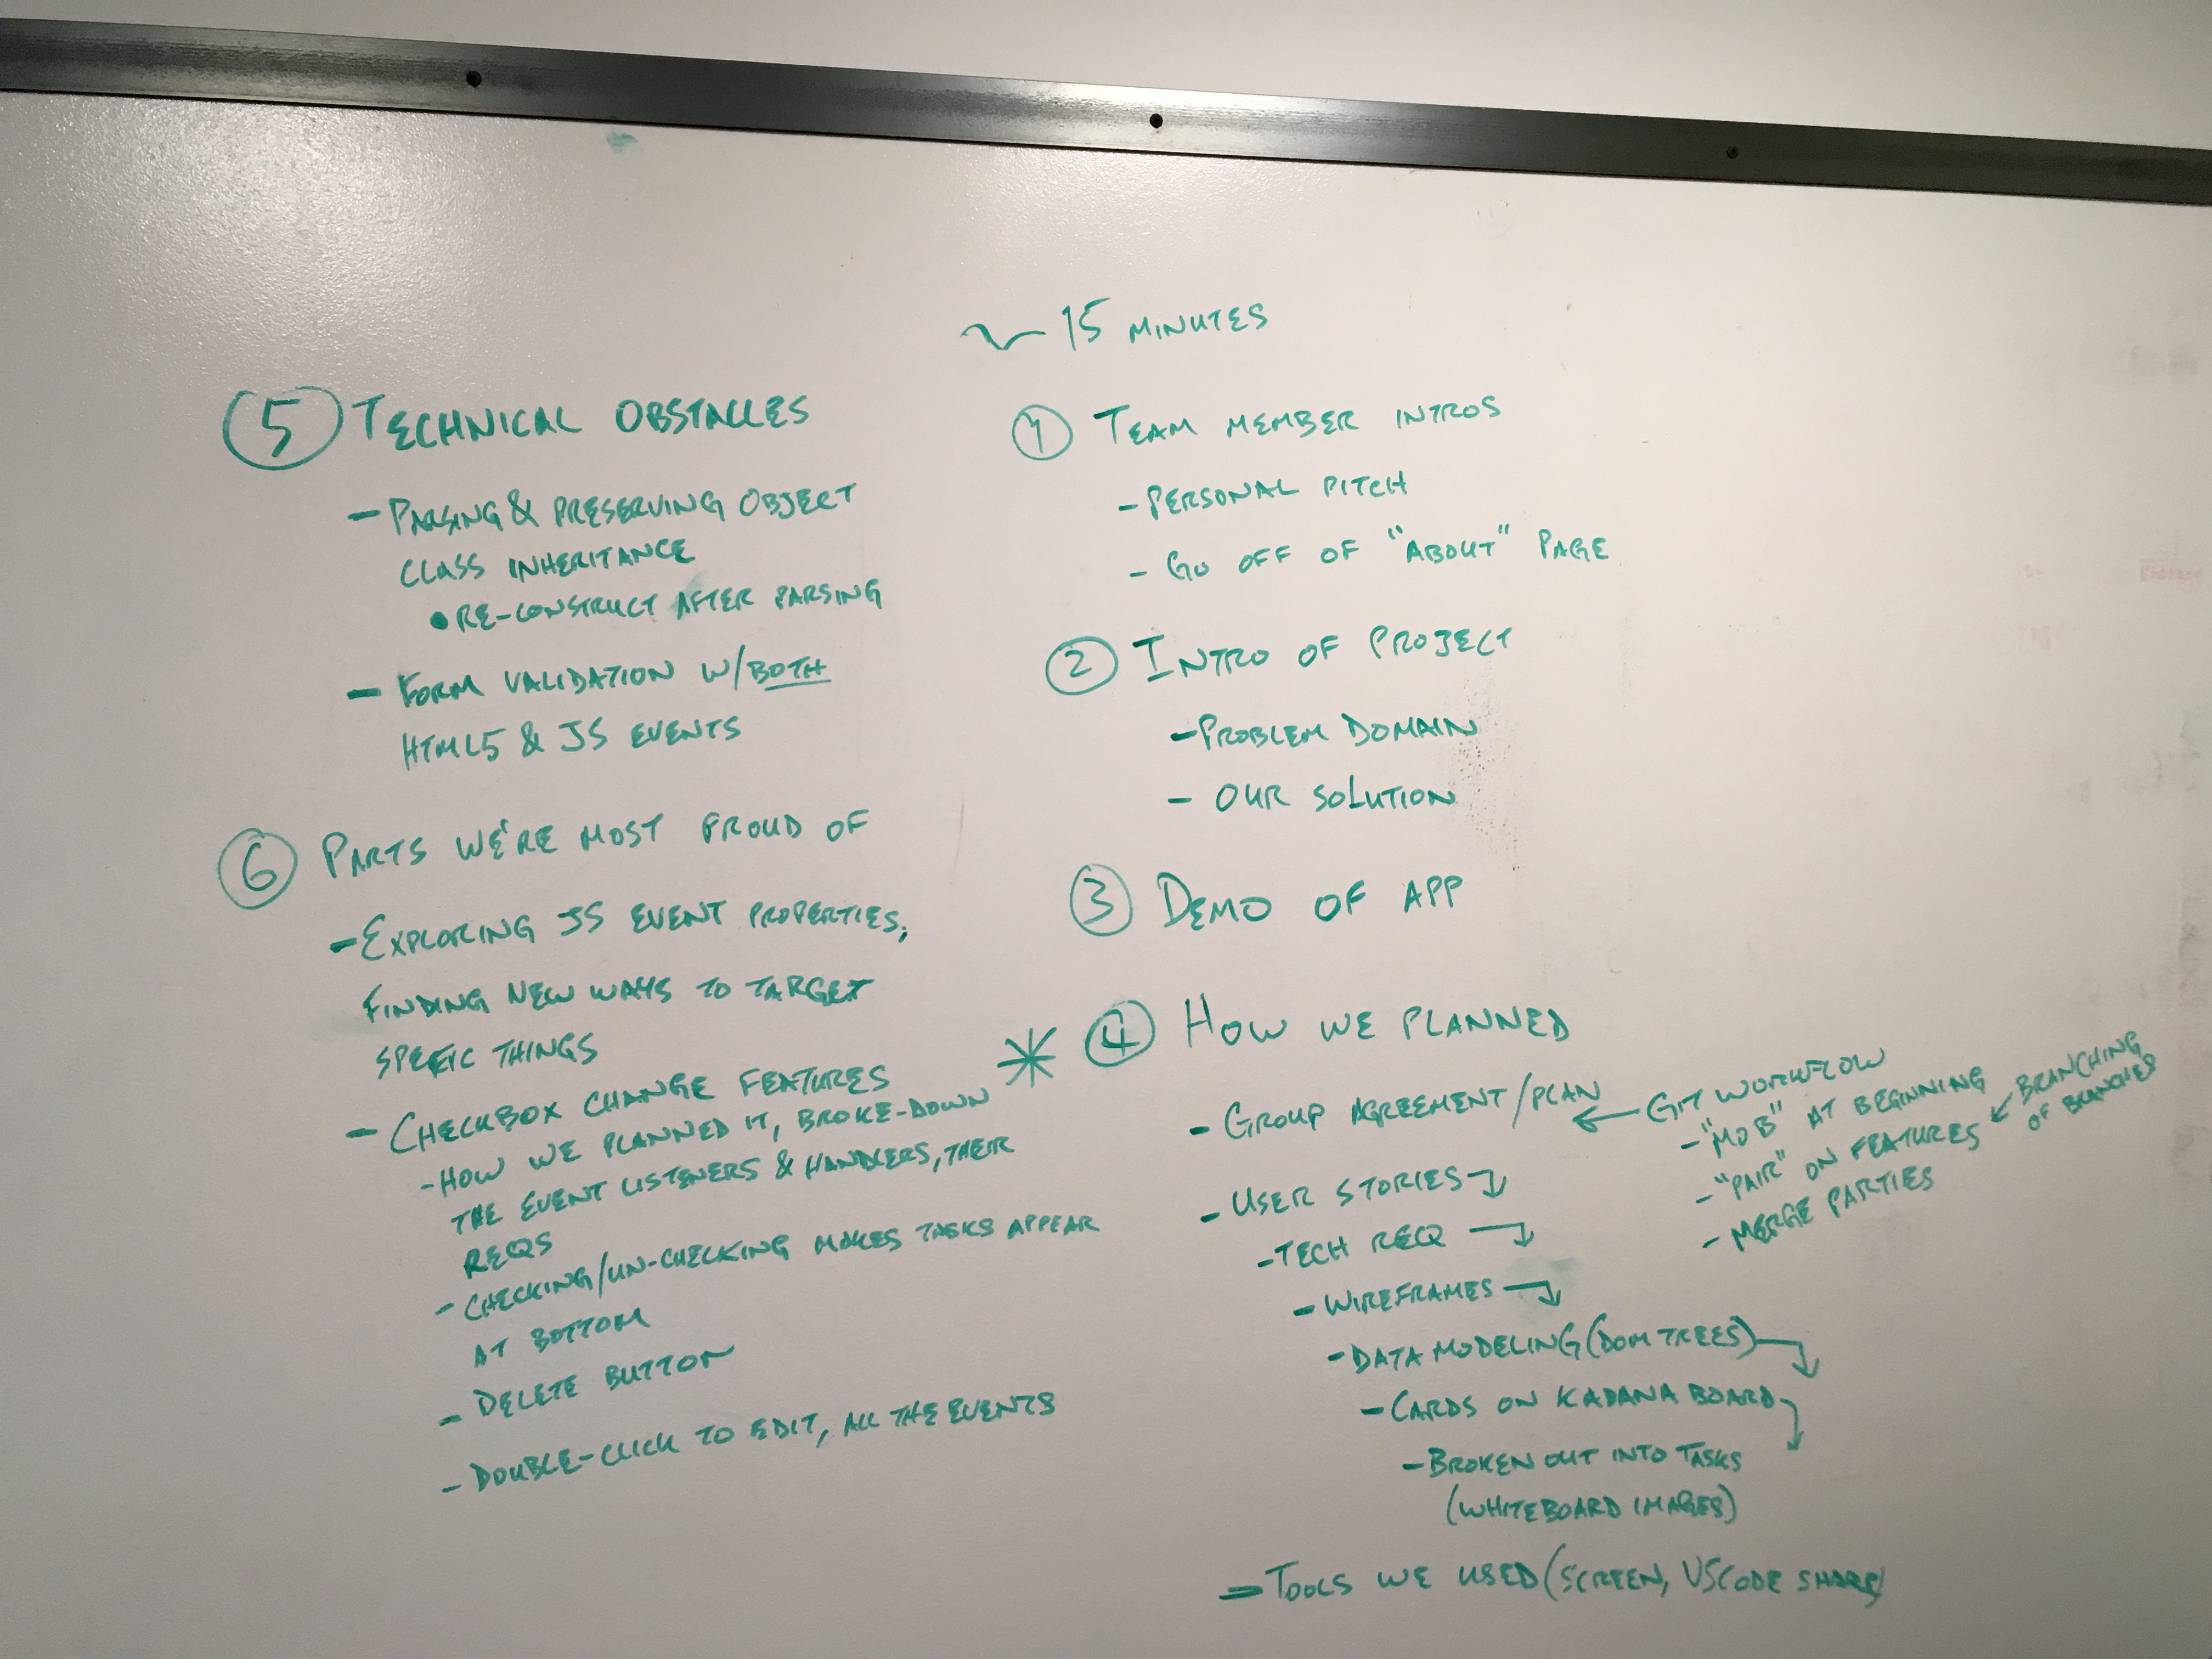 ~ 15 MINUTES
① TEAM MEMBER INTROS
- PERSONAL PITCH
- GO OFF OF "ABOUT" PAGE
② INTRO OF PROJECT
- PROBLEM DOMAIN
- OUR SOLUTION
③ DEMO OF APP
* ④ HOW WE PLANNED
- GROUP AGREEMENT/PLAN ← GIT WORKFLOW
- "MOB" AT BEGINNING
- "PAIR" ON FEATURES ← BRANCHING
OF BRANCHES
- MERGE PARTIES
- USER STORIES
- TECH REQ
- WIREFRAMES
- DATA MODELING (DOM TREES)
- CARDS ON KADANA BOARD
- BROKEN OUT INTO TASKS
(WHITEBOARD IMAGES)
- TOOLS WE USED (SCREEN, VSCODE SHARE)
⑤ TECHNICAL OBSTACLES
- PARSING & PRESERVING OBJECT
CLASS INHERITANCE
• RE-CONSTRUCT AFTER PARSING
- FORM VALIDATION W/BOTH
HTML5 & JS EVENTS
⑥ PARTS WE'RE MOST PROUD OF
- EXPLORING JS EVENT PROPERTIES,
FINDING NEW WAYS TO TARGET
SPEFIC THINGS
- CHECKBOX CHANGE FEATURES
- HOW WE PLANNED IT, BROKE-DOWN
THE EVENT LISTENERS & HANDLERS, THEIR
REQS
- CHECKING/UN-CHECKING MAKES TASKS APPEAR
AT BOTTOM
- DELETE BUTTON
- DOUBLE-CLICK TO EDIT, ALL THE EVENTS